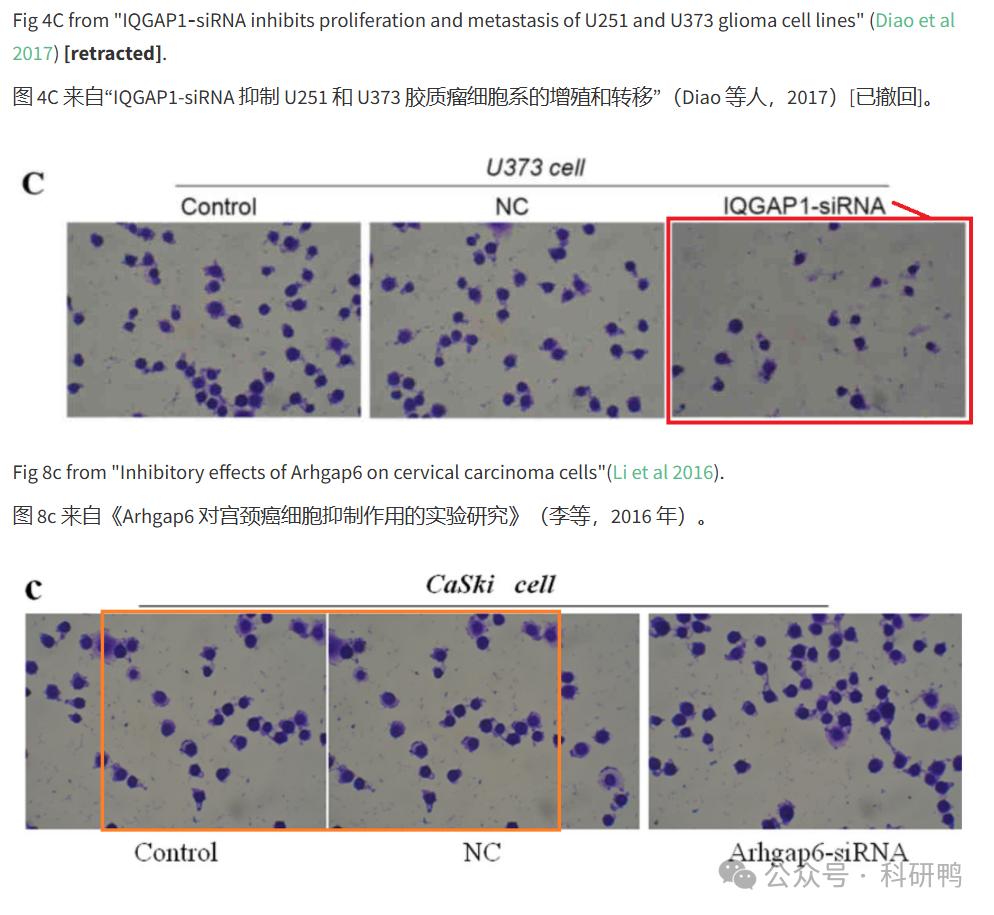 Fig 4C from "IQGAP1-siRNA inhibits proliferation and metastasis of U251 and U373 glioma cell lines" (Diao et al
2017) [retracted].
图 4C 来自“IQGAP1-siRNA 抑制 U251 和 U373 胶质瘤细胞系的增殖和转移”（Diao 等人，2017）[已撤回]。
C
U373 cell
Control NC IQGAP1-siRNA
Fig 8c from "Inhibitory effects of Arhgap6 on cervical carcinoma cells"(Li et al 2016).
图 8c 来自《Arhgap6 对宫颈癌细胞抑制作用的实验研究》（李等，2016 年）。
c
CaSki cell
Control NC Arhgap6-siRNA
公众号 · 科研鸭